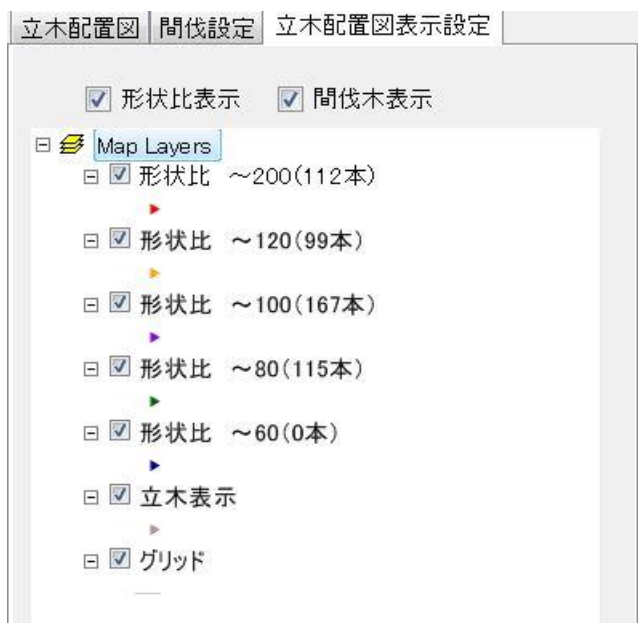 立木配置図 間伐設定 立木配置図表示設定
形状比表示 間伐木表示
Map Layers
形状比 ～200(112本)
形状比 ～120(99本)
形状比 ～100(167本)
形状比 ～80(115本)
形状比 ～60(0本)
立木表示
グリッド